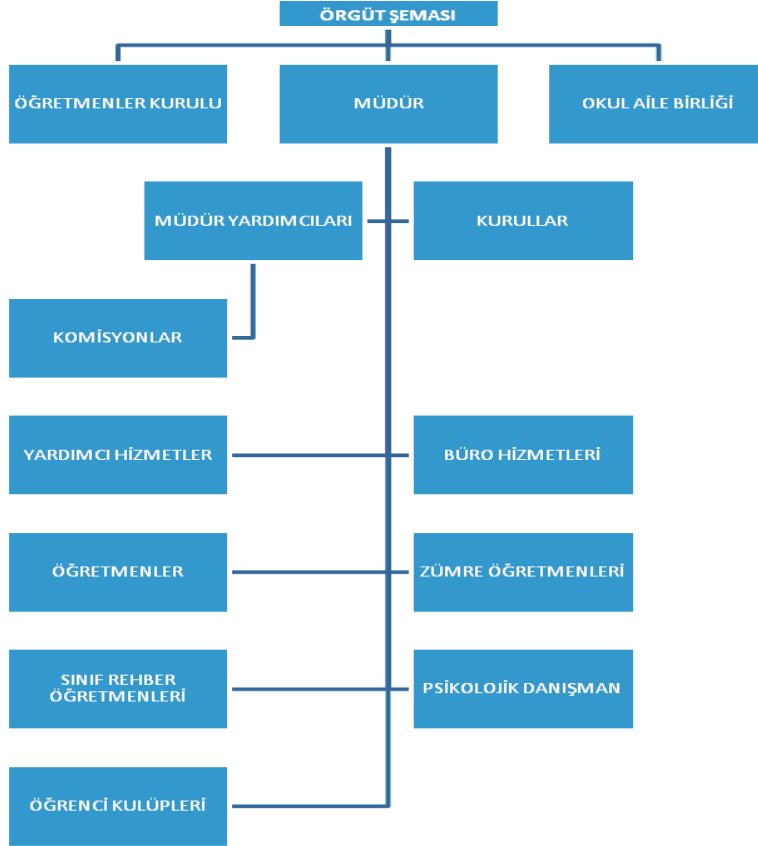 ÖRGÜT ŞEMASI
ÖĞRETMENLER KURULU
MÜDÜR
OKUL AİLE BİRLİĞİ
MÜDÜR YARDIMCILARI
KURULLAR
KOMİSYONLAR
YARDIMCI HİZMETLER
BÜRO HİZMETLERİ
ÖĞRETMENLER
ZÜMRE ÖĞRETMENLERİ
SINIF REHBER
ÖĞRETMENLERİ
PSİKOLOJİK DANIŞMAN
ÖĞRENCİ KULÜPLERİ